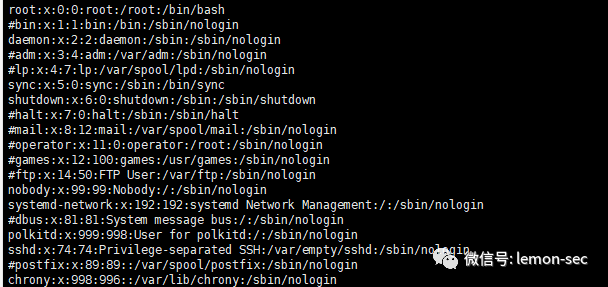 root:x:0:0:root:/root:/bin/bash
#bin:x:1:1:bin:/bin:/sbin/nologin
daemon:x:2:2:daemon:/sbin:/sbin/nologin
#adm:x:3:4:adm:/var/adm:/sbin/nologin
#lp:x:4:7:lp:/var/spool/lpd:/sbin/nologin
sync:x:5:0:sync:/sbin:/bin/sync
shutdown:x:6:0:shutdown:/sbin:/sbin/shutdown
#halt:x:7:0:halt:/sbin:/sbin/halt
#mail:x:8:12:mail:/var/spool/mail:/sbin/nologin
#operator:x:11:0:operator:/root:/sbin/nologin
#games:x:12:100:games:/usr/games:/sbin/nologin
#ftp:x:14:50:FTP User:/var/ftp:/sbin/nologin
nobody:x:99:99:Nobody:/:/sbin/nologin
systemd-network:x:192:192:systemd Network Management:/:/sbin/nologin
#dbus:x:81:81:System message bus:/:/sbin/nologin
polkitd:x:999:998:User for polkitd:/:/sbin/nologin
sshd:x:74:74:Privilege-separated SSH:/var/empty/sshd:/sbin/nologin
#postfix:x:89:89::/var/spool/postfix:/sbin/nologin
chrony:x:998:996::/var/lib/chrony:/sbin/nologin
微信号: lemon-sec